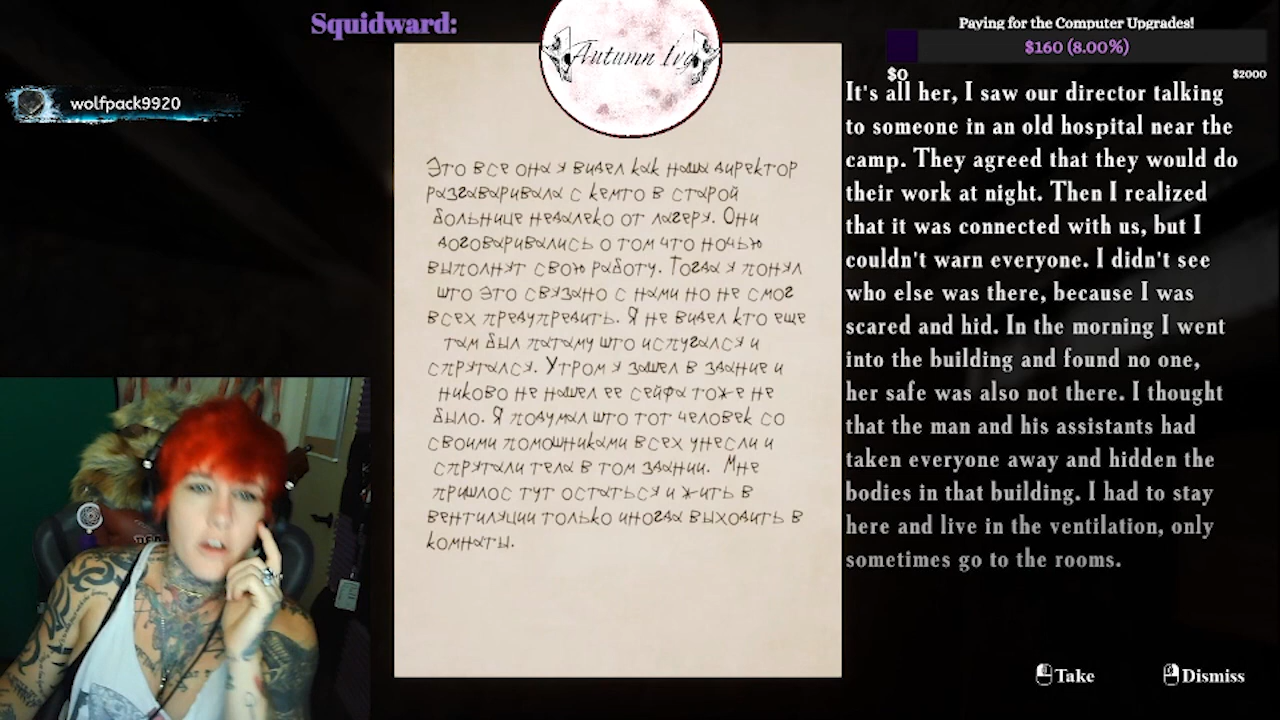 Squidward:
Autumn Ivy
Paying for the Computer Upgrades!
$160 (8.00%)
$0
$2000
wolfpack9920
Это все она я видел как наша директор
разгаваривала с кемто в старой
больнице недалеко от лагеря. Они
договаривались о том что ночью
выполнят свою работу. Тогда я понял
што это связано с нами но не смог
всех предупредить. Я не видел кто еще
там был патаму што испугался и
спрятался. Утром я зашел в здание и
никово не нашел ее сейфа тоже не
было. Я подумал што тот человек со
своими помошниками всех унесли и
спрятали тела в том здании. Мне
пришлос тут остаться и жить в
вентиляции только иногда выходить в
комнаты.
It's all her, I saw our director talking
to someone in an old hospital near the
camp. They agreed that they would do
their work at night. Then I realized
that it was connected with us, but I
couldn't warn everyone. I didn't see
who else was there, because I was
scared and hid. In the morning I went
into the building and found no one,
her safe was also not there. I thought
that the man and his assistants had
taken everyone away and hidden the
bodies in that building. I had to stay
here and live in the ventilation, only
sometimes go to the rooms.
Take
Dismiss